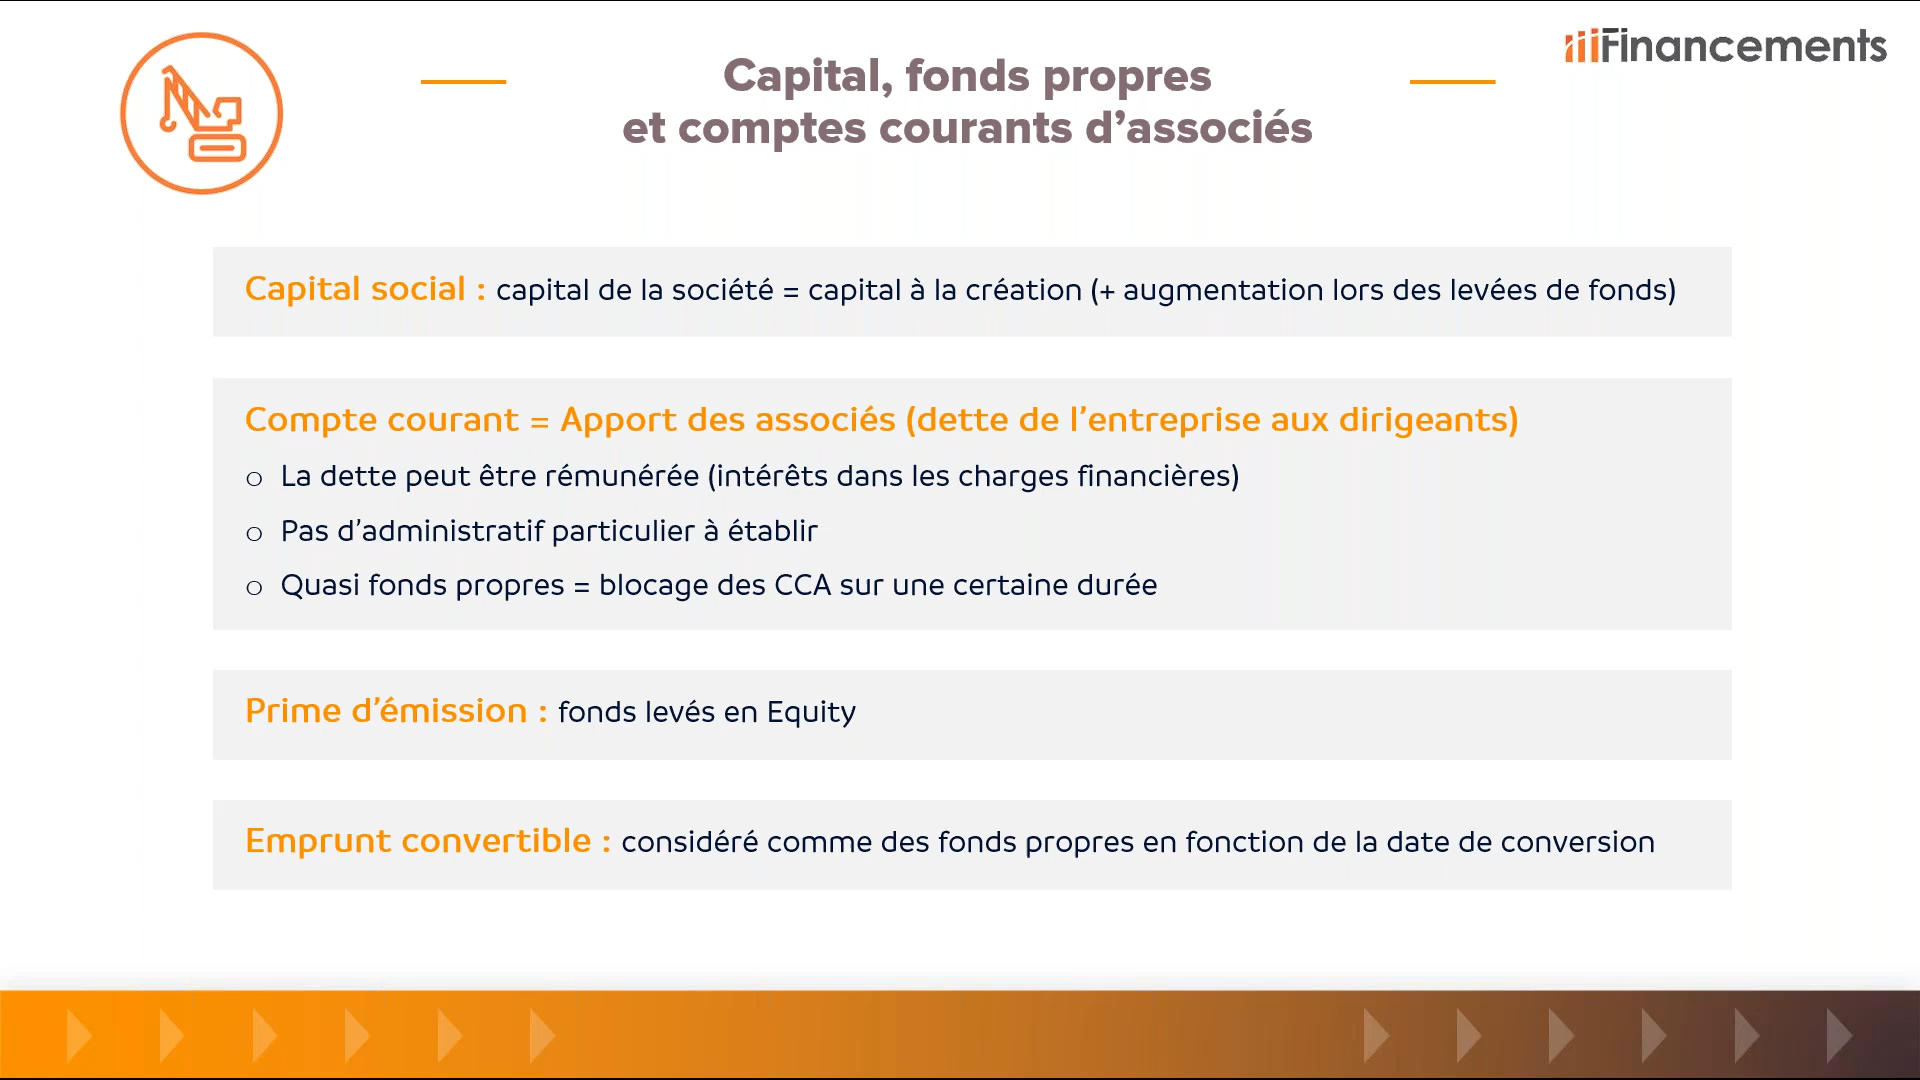 Financements
Capital, fonds propres
et comptes courants d’associés
Capital social : capital de la société = capital à la création (+ augmentation lors des levées de fonds)
Compte courant = Apport des associés (dette de l’entreprise aux dirigeants)
o La dette peut être rémunérée (intérêts dans les charges financières)
o Pas d’administratif particulier à établir
o Quasi fonds propres = blocage des CCA sur une certaine durée
Prime d’émission : fonds levés en Equity
Emprunt convertible : considéré comme des fonds propres en fonction de la date de conversion